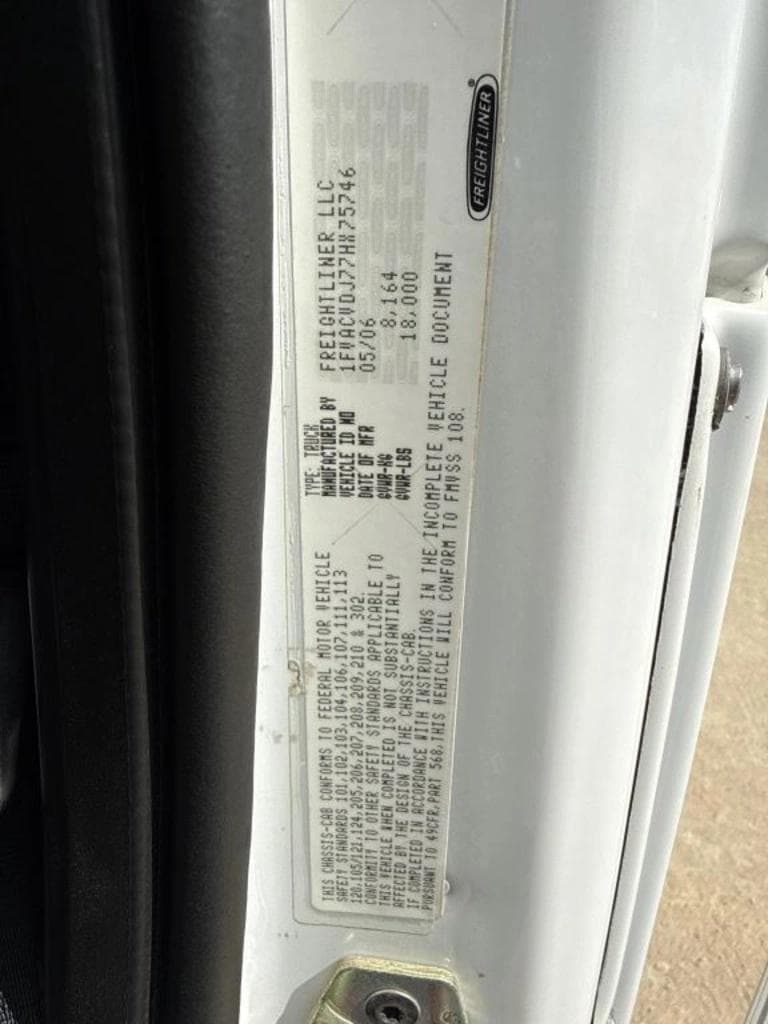 FREIGHTLINER
TYPE: TRUCK
MANUFACTURED BY FREIGHTLINER LLC
VEHICLE ID NO 1FVACVDJ77HX75746
DATE OF MFR 05/06
GVWR-KG 8,164
GVWR-LBS 18,000
THIS CHASSIS-CAB CONFORMS TO FEDERAL MOTOR VEHICLE
SAFETY STANDARDS 101,102,103,104,106,107,111,113
120,105/121,124,205,206,207,208,209,210 & 302.
CONFORMITY TO OTHER SAFETY STANDARDS APPLICABLE TO
THIS VEHICLE WHEN COMPLETED IS NOT SUBSTANTIALLY
AFFECTED BY THE DESIGN OF THE CHASSIS-CAB.
IF COMPLETED IN ACCORDANCE WITH INSTRUCTIONS IN THE INCOMPLETE VEHICLE DOCUMENT
PURSUANT TO 49CFR,PART 568,THIS VEHICLE WILL CONFORM TO FMVSS 108.